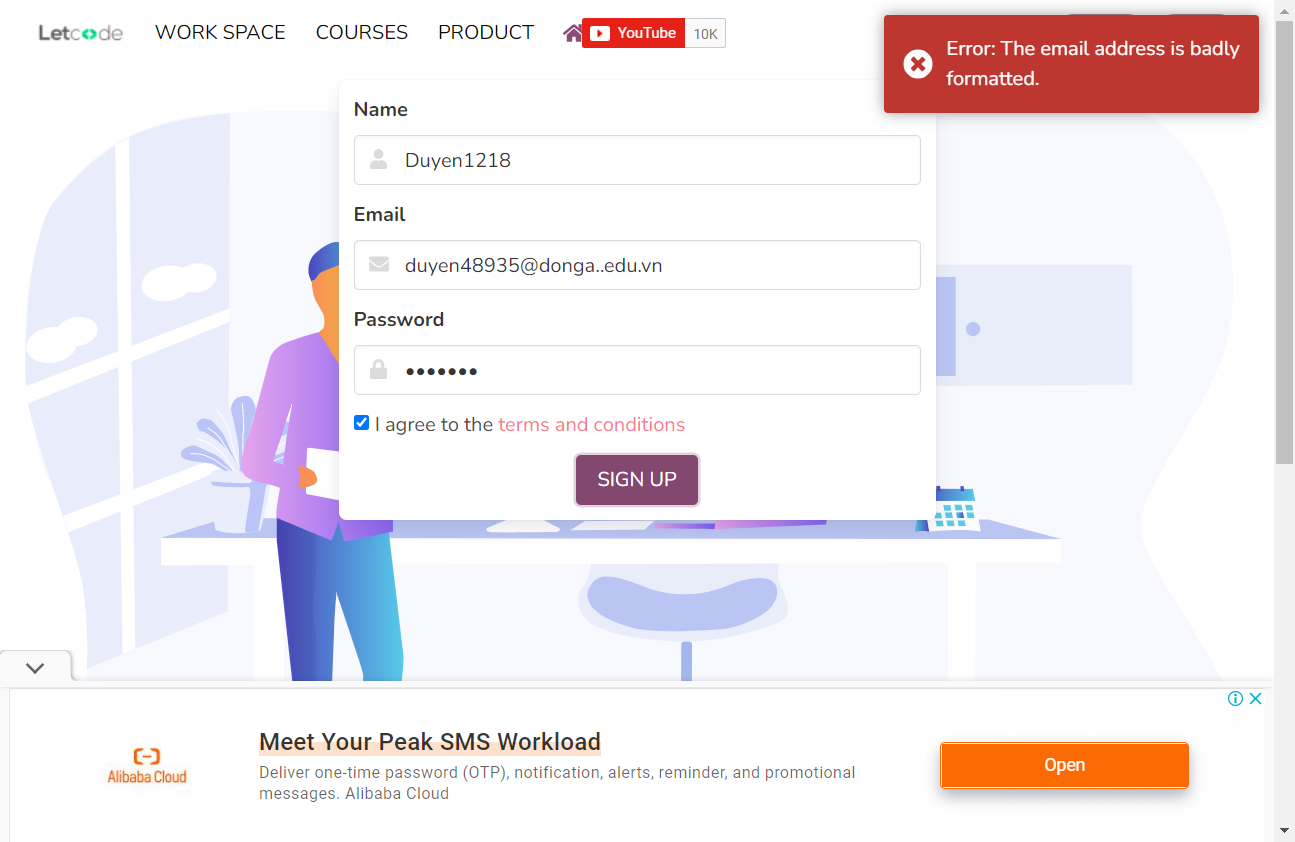 Letcode WORK SPACE COURSES PRODUCT YouTube 10K
Error: The email address is badly
formatted.
Name
Duyen1218
Email
duyen48935@donga..edu.vn
Password
•••••••
I agree to the terms and conditions
SIGN UP
Meet Your Peak SMS Workload
Alibaba Cloud
Deliver one-time password (OTP), notification, alerts, reminder, and promotional
messages. Alibaba Cloud
Open